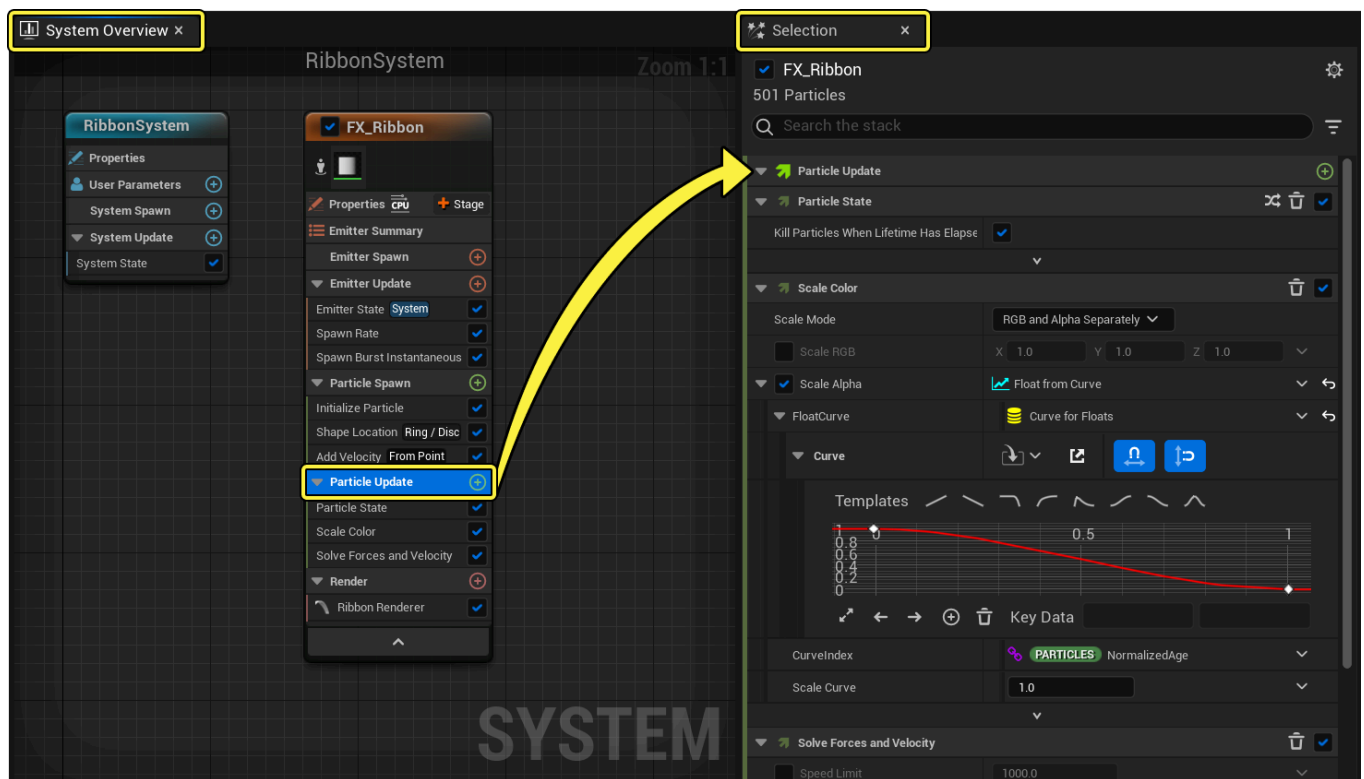 System Overview ×
Selection ×
RibbonSystem
Zoom 1:1
RibbonSystem
Properties
User Parameters
System Spawn
System Update
System State
FX_Ribbon
Properties CPU + Stage
Emitter Summary
Emitter Spawn
Emitter Update
Emitter State System
Spawn Rate
Spawn Burst Instantaneous
Particle Spawn
Initialize Particle
Shape Location Ring / Disc
Add Velocity From Point
Particle Update
Particle State
Scale Color
Solve Forces and Velocity
Render
Ribbon Renderer
SYSTEM
FX_Ribbon
501 Particles
Search the stack
Particle Update
Particle State
Kill Particles When Lifetime Has Elapse
Scale Color
Scale Mode RGB and Alpha Separately
Scale RGB X 1.0 Y 1.0 Z 1.0
Scale Alpha Float from Curve
FloatCurve Curve for Floats
Curve
Templates
1 0 0.5 1
0.8
0.6
0.4
0.2
0
Key Data
CurveIndex PARTICLES NormalizedAge
Scale Curve 1.0
Solve Forces and Velocity
Speed Limit 1000.0